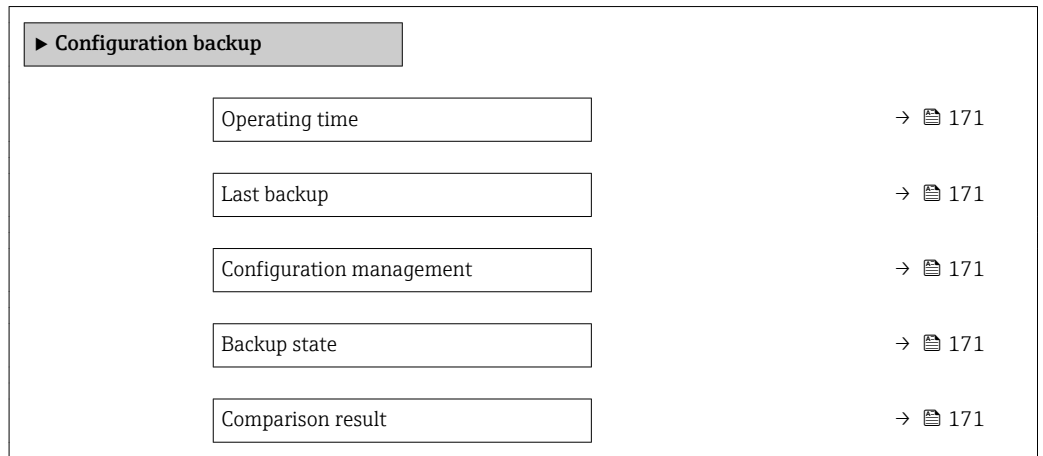 ► Configuration backup
Operating time → 🖹 171
Last backup → 🖹 171
Configuration management → 🖹 171
Backup state → 🖹 171
Comparison result → 🖹 171